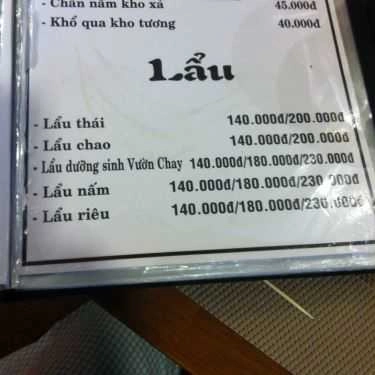 - Chân nấm kho xả 45.000đ
- Khổ qua kho tương 40.000đ
Lẩu
- Lẩu thái 140.000đ/200.000đ
- Lẩu chao 140.000đ/200.000đ
- Lẩu dưỡng sinh Vườn Chay 140.000đ/180.000đ/230.000đ
- Lẩu nấm 140.000đ/180.000đ/230.000đ
- Lẩu riêu 140.000đ/180.000đ/230.000đ